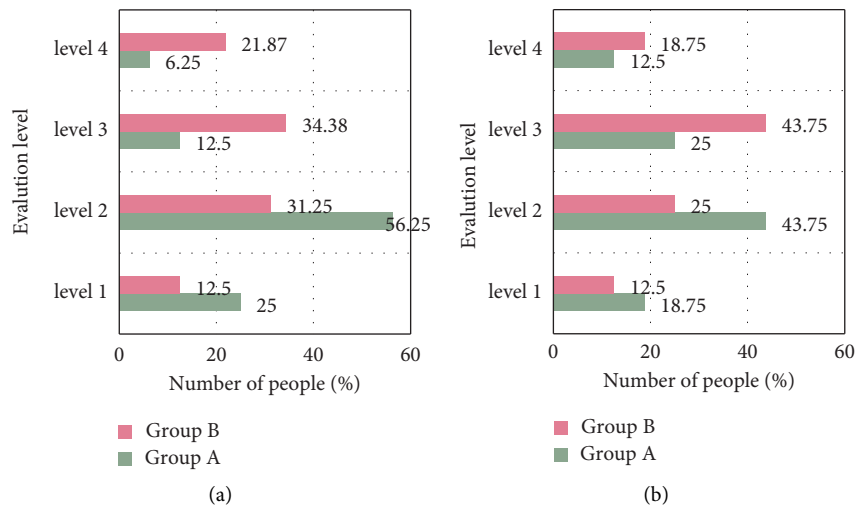 level 4
21.87
6.25
level 3
34.38
12.5
level 2
31.25
56.25
level 1
12.5
25
0 20 40 60
Number of people (%)
Evalution level
Group B
Group A
(a)
level 4
18.75
12.5
level 3
43.75
25
level 2
25
43.75
level 1
12.5
18.75
0 20 40 60
Number of people (%)
Evalution level
Group B
Group A
(b)